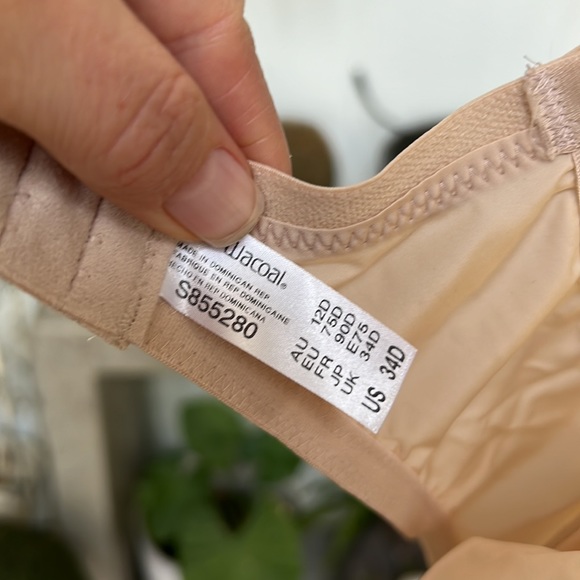 Wacoal®
MADE IN DOMINICAN REP
FABRIQUE EN REP DOMINICAINE
HECHO EN REP DOMINICANA
S855280
AU 12D
EU 75D
FR 90D
JP E75
UK 34D
US 34D